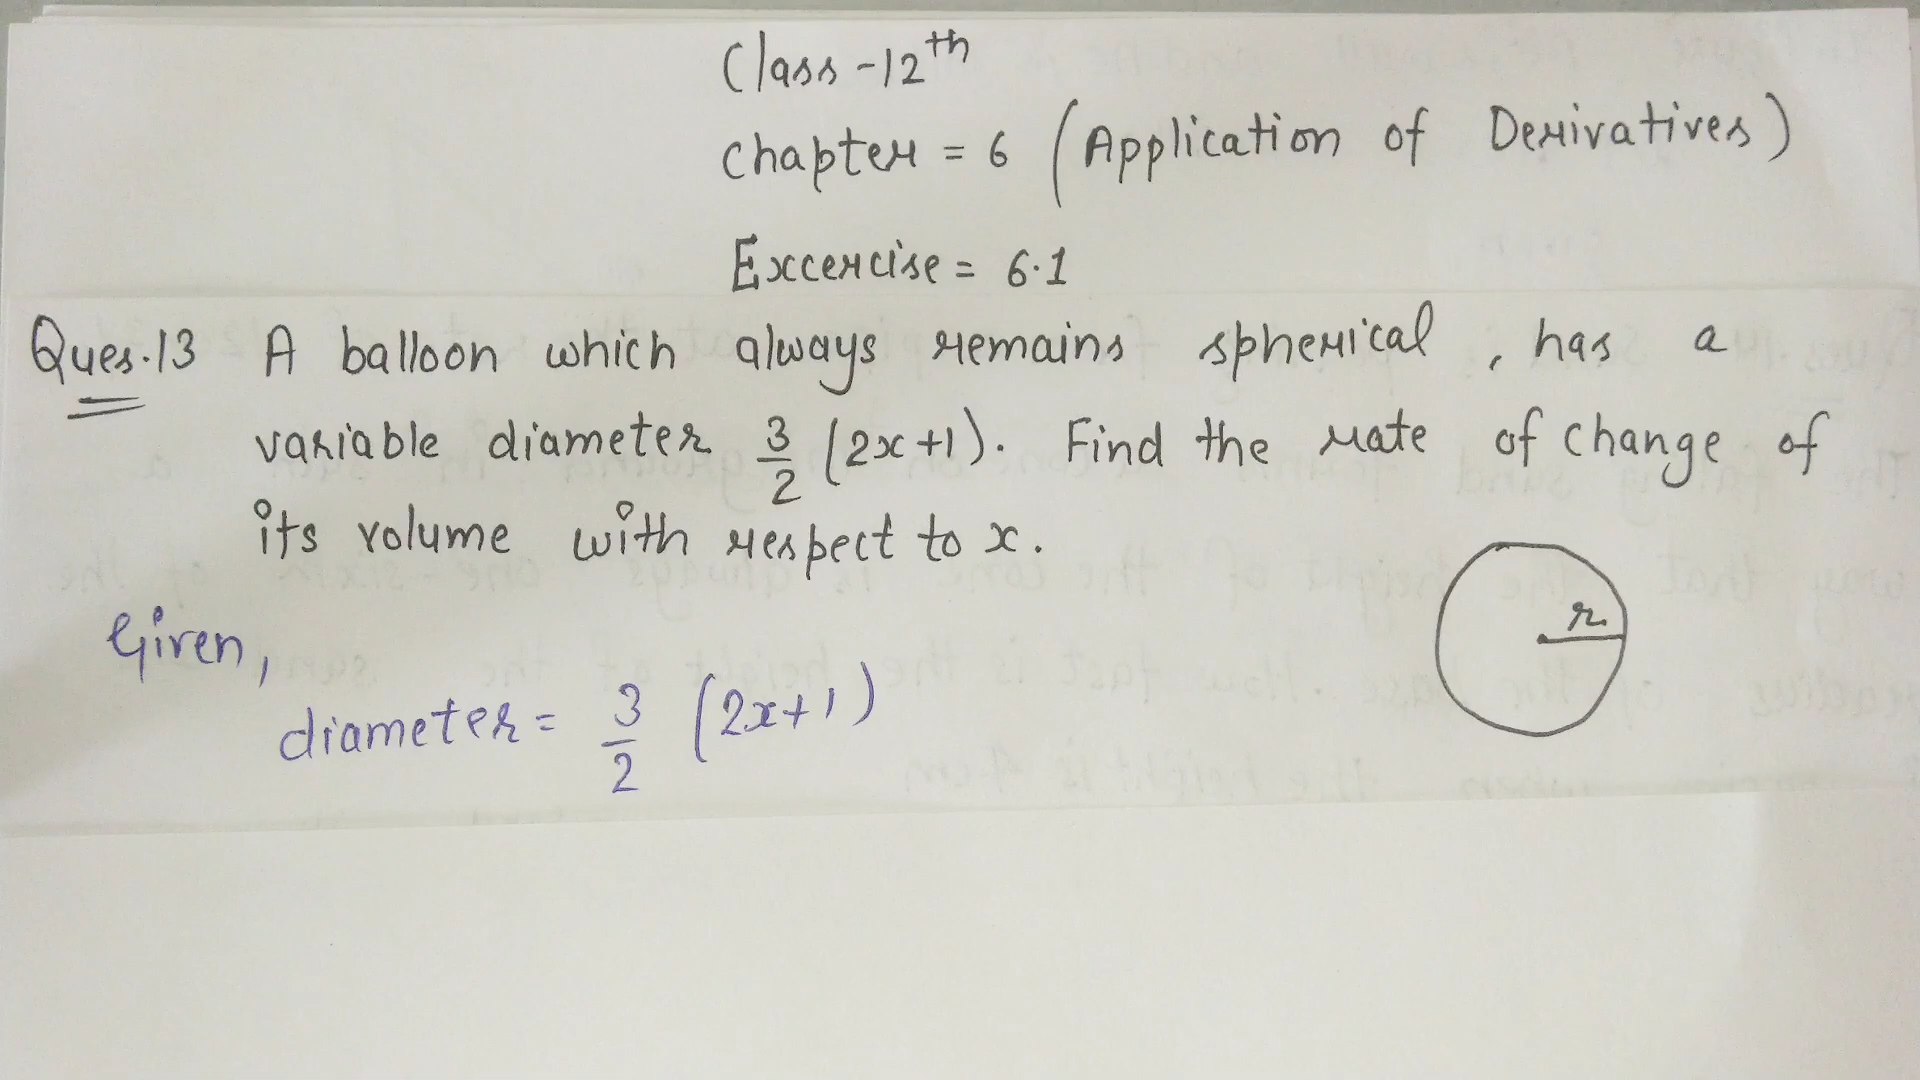 Class-12th
Chapter = 6 (Application of Derivatives)
Excercise = 6.1
Ques.13 A balloon which always remains spherical, has a
variable diameter 3/2 (2x+1). Find the rate of change of
its volume with respect to x.
r
Given,
diameter = 3/2 (2x+1)